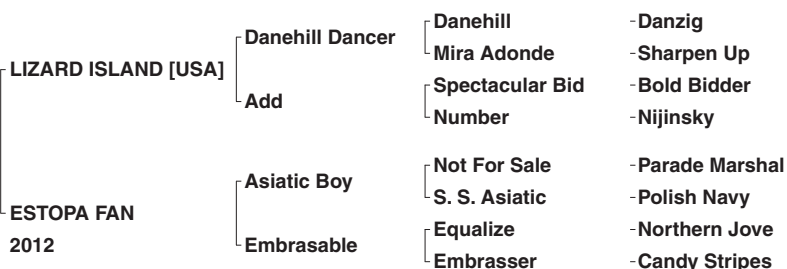 Danehill -Danzig
Danehill Dancer
Mira Adonde -Sharpen Up
LIZARD ISLAND [USA]
Spectacular Bid -Bold Bidder
Add
Number -Nijinsky
Not For Sale -Parade Marshal
Asiatic Boy
S. S. Asiatic -Polish Navy
ESTOPA FAN
Equalize -Northern Jove
2012
Embrasable
Embrasser -Candy Stripes